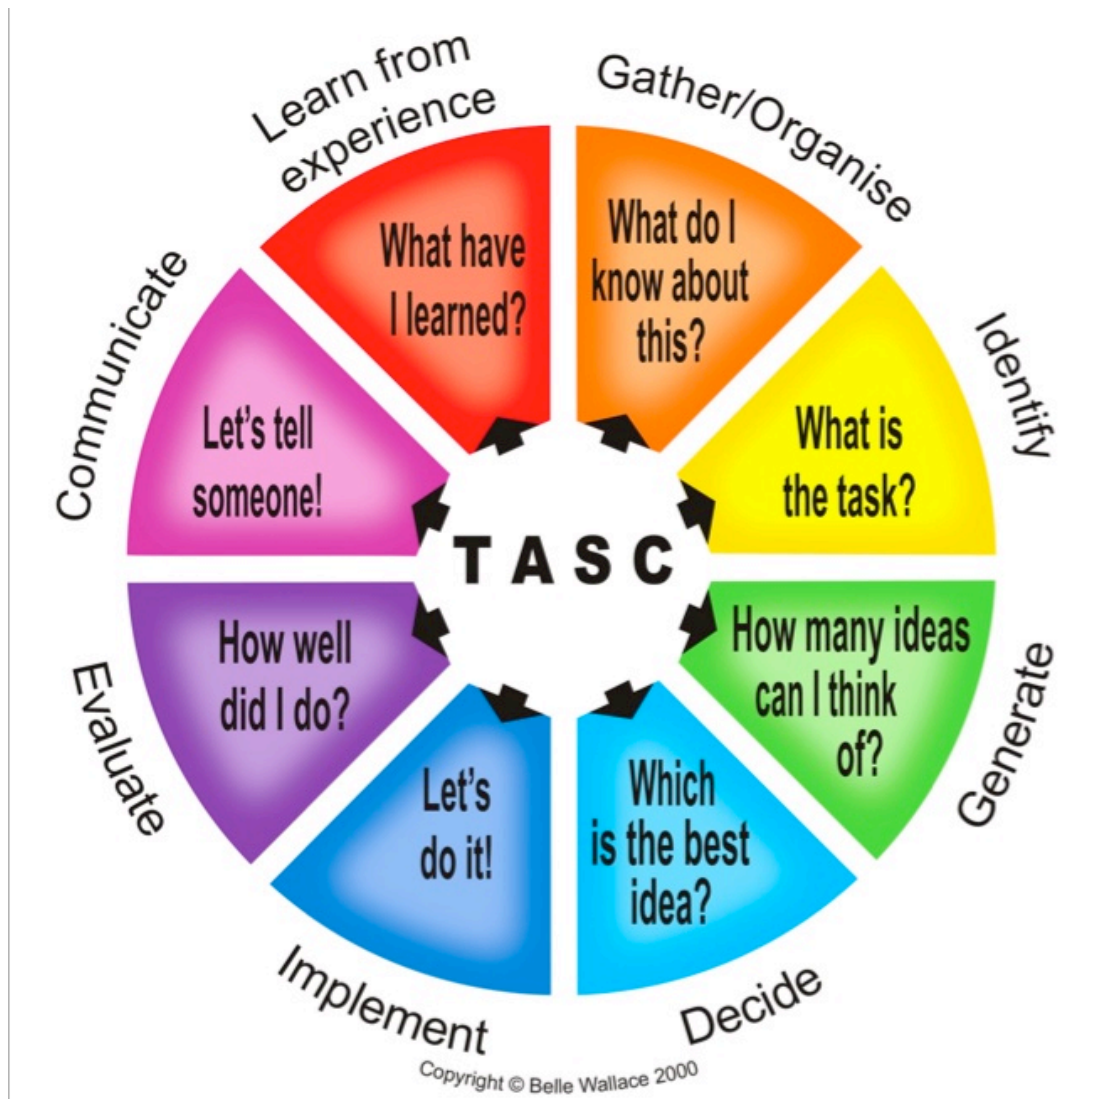 Gather/Organise
What do I
know about
this?
Identify
What is
the task?
Generate
How many ideas
can I think
of?
Decide
Which
is the best
idea?
Implement
Let's
do it!
Evaluate
How well
did I do?
Communicate
Let's tell
someone!
Learn from
experience
What have
I learned?
TASC
Copyright © Belle Wallace 2000